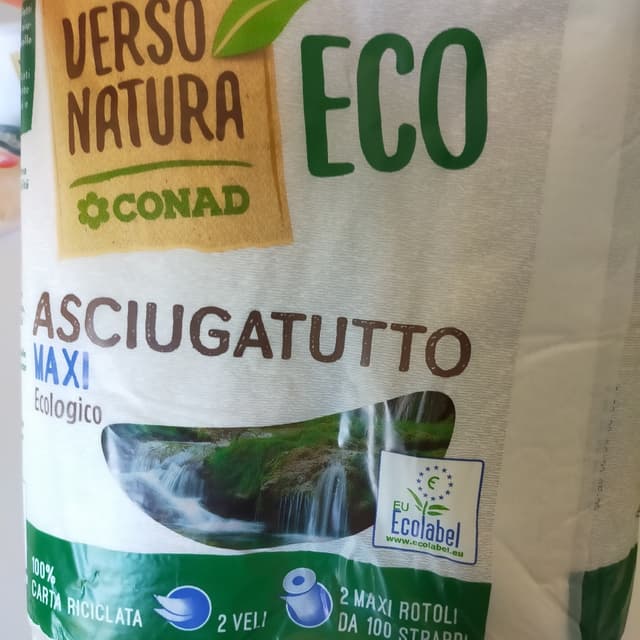 VERSO
NATURA
CONAD
ECO
ASCIUGATUTTO
MAXI
Ecologico
EU
Ecolabel
www.ecolabel.eu
100%
CARTA RICICLATA
2 VELI
2 MAXI ROTOLI
DA 100 STRAPPI